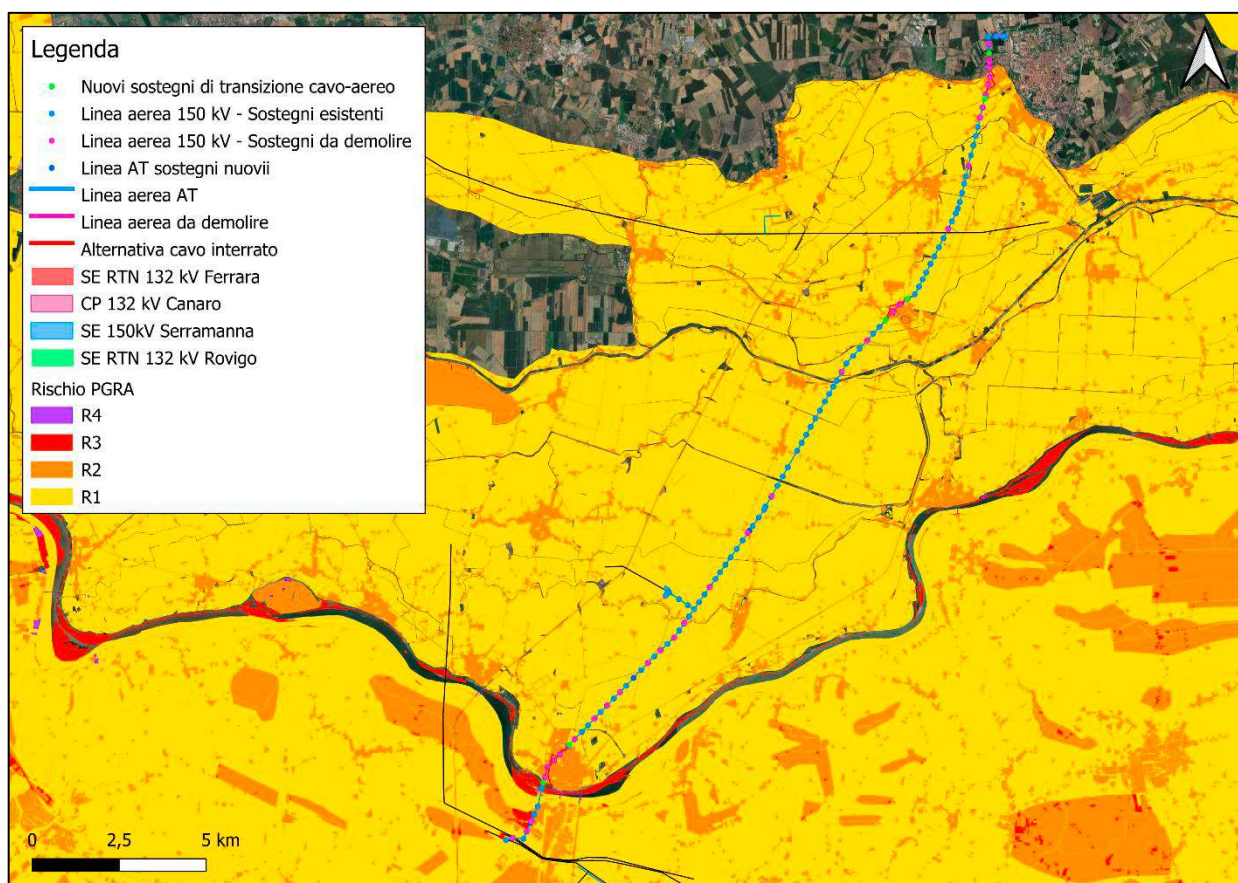 Legenda
Nuovi sostegni di transizione cavo-aereo
Linea aerea 150 kV - Sostegni esistenti
Linea aerea 150 kV - Sostegni da demolire
Linea AT sostegni nuovii
Linea aerea AT
Linea aerea da demolire
Alternativa cavo interrato
SE RTN 132 kV Ferrara
CP 132 kV Canaro
SE 150kV Serramanna
SE RTN 132 kV Rovigo
Rischio PGRA
R4
R3
R2
R1
0 2,5 5 km